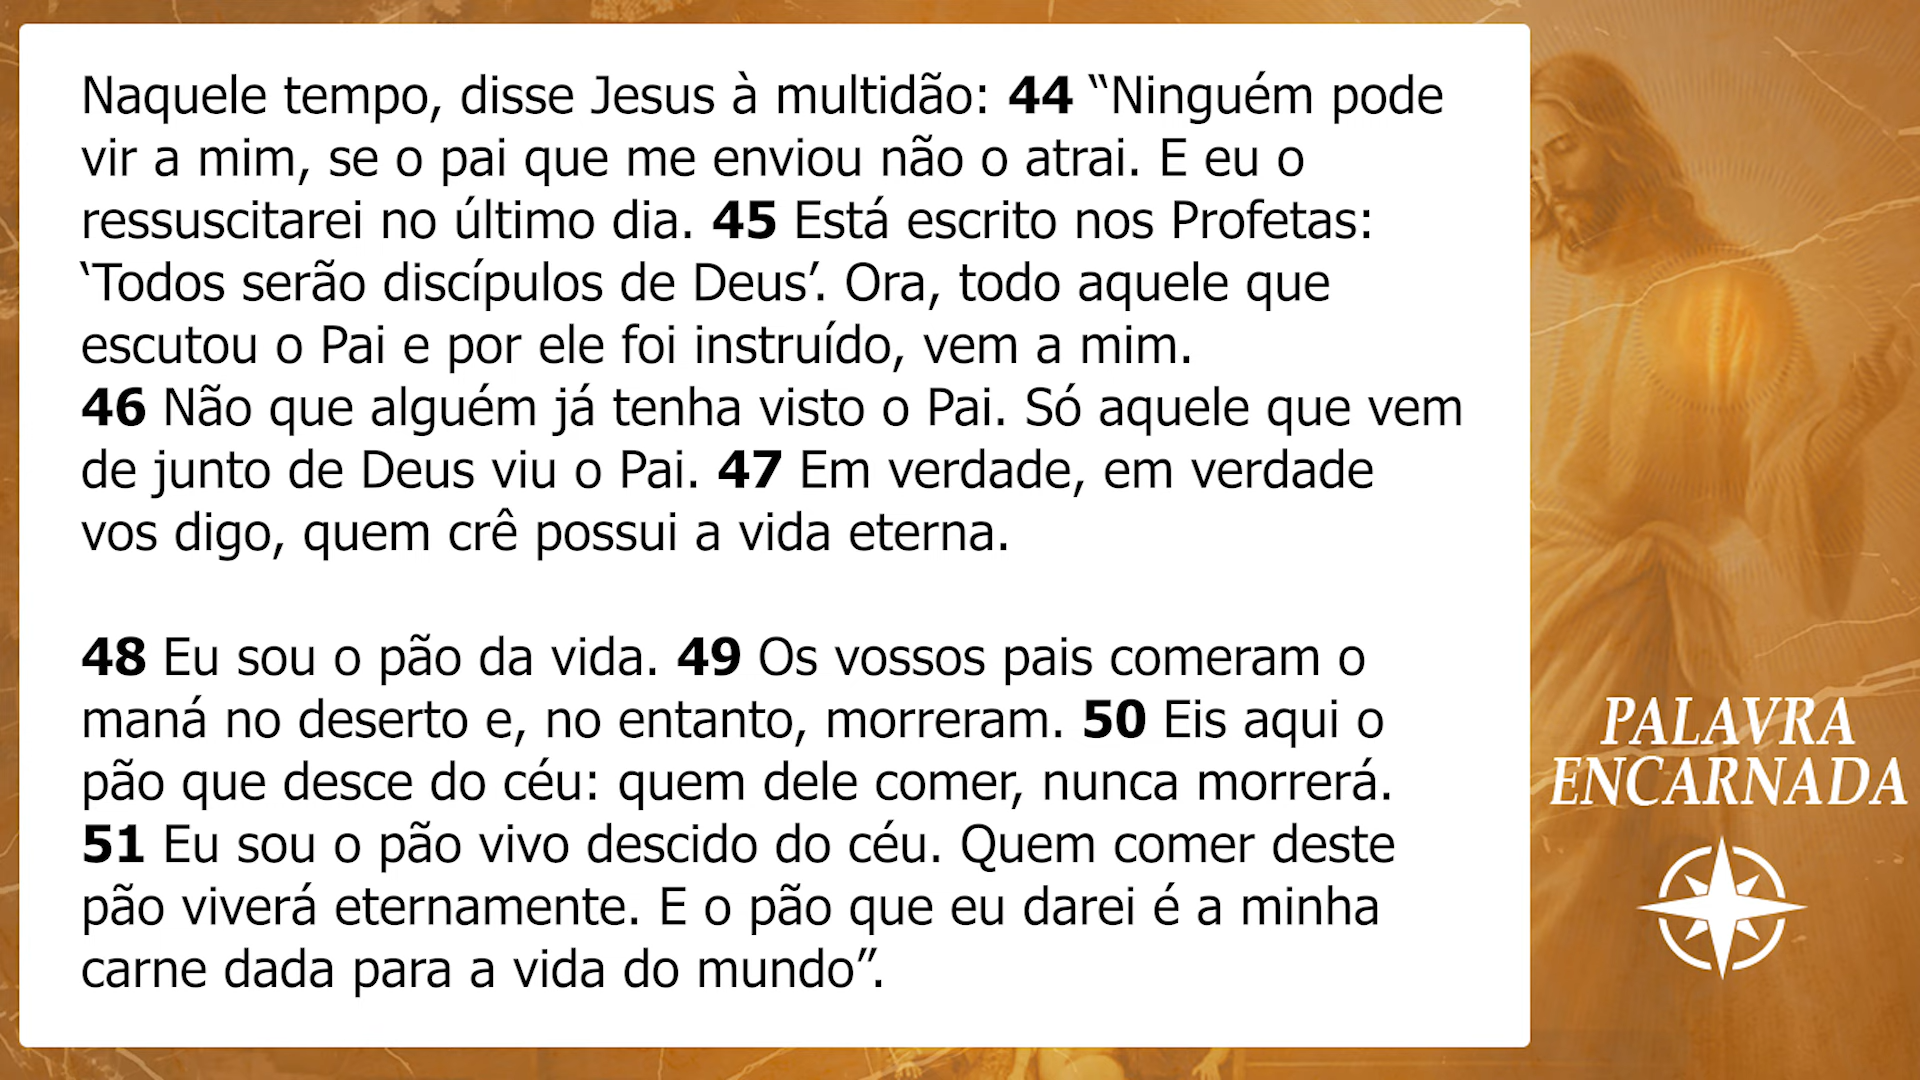 Naquele tempo, disse Jesus à multidão: 44 “Ninguém pode
vir a mim, se o pai que me enviou não o atrai. E eu o
ressuscitarei no último dia. 45 Está escrito nos Profetas:
‘Todos serão discípulos de Deus’. Ora, todo aquele que
escutou o Pai e por ele foi instruído, vem a mim.
46 Não que alguém já tenha visto o Pai. Só aquele que vem
de junto de Deus viu o Pai. 47 Em verdade, em verdade
vos digo, quem crê possui a vida eterna.
48 Eu sou o pão da vida. 49 Os vossos pais comeram o
maná no deserto e, no entanto, morreram. 50 Eis aqui o
pão que desce do céu: quem dele comer, nunca morrerá.
51 Eu sou o pão vivo descido do céu. Quem comer deste
pão viverá eternamente. E o pão que eu darei é a minha
carne dada para a vida do mundo”.
PALAVRA
ENCARNADA